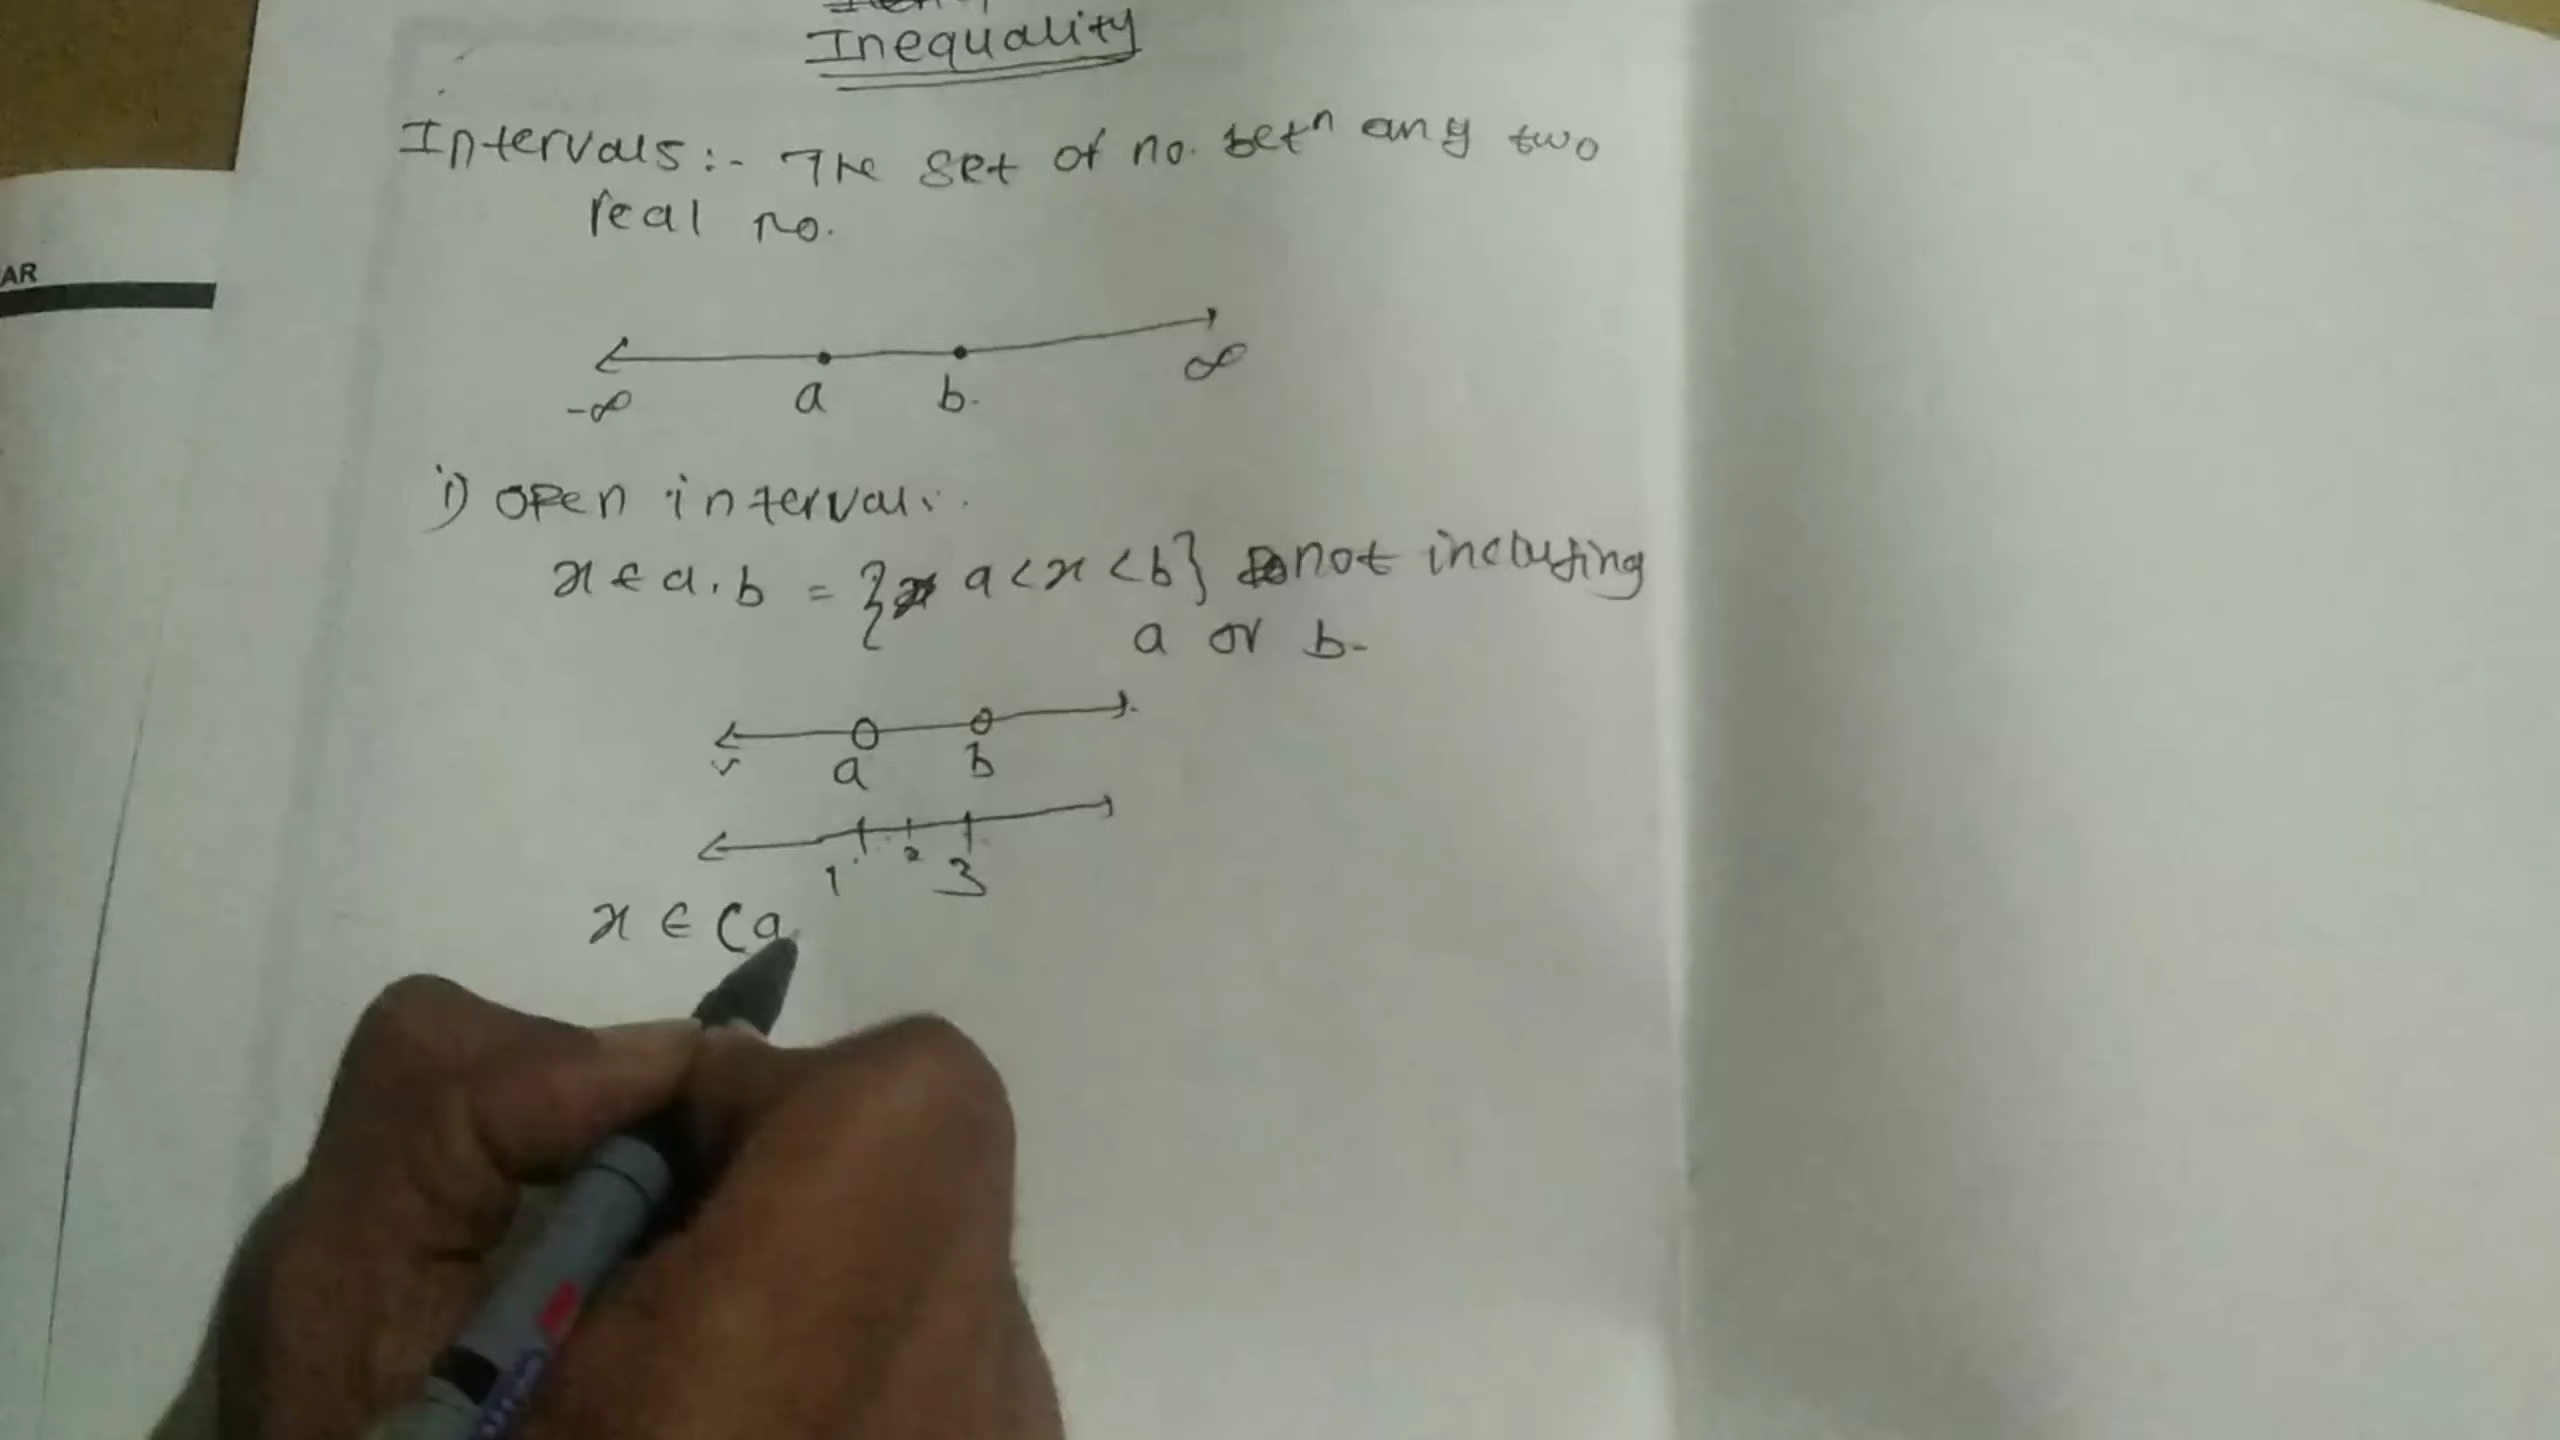 Inequality
Intervals :- The set of no. betⁿ any two
real no.
AR
-∞ a b. ∞
i) open interval:.
x ∈ a, b = { a < x < b } not including
a or b.
a b
1 2 3
x ∈ (a